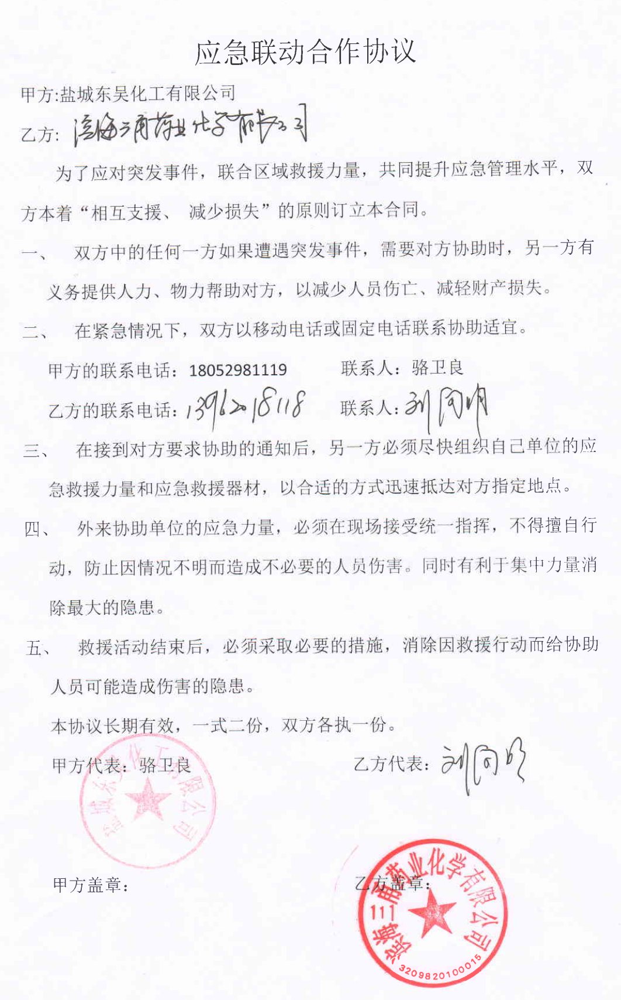 应急联动合作协议
甲方:盐城东吴化工有限公司
乙方: 滨海三甬药业化学有限公司
为了应对突发事件，联合区域救援力量，共同提升应急管理水平，双
方本着“相互支援、 减少损失”的原则订立本合同。
一、 双方中的任何一方如果遭遇突发事件，需要对方协助时，另一方有
义务提供人力、物力帮助对方，以减少人员伤亡、减轻财产损失。
二、 在紧急情况下，双方以移动电话或固定电话联系协助适宜。
甲方的联系电话：18052981119 联系人：骆卫良
乙方的联系电话：13962018118 联系人：刘向明
三、 在接到对方要求协助的通知后，另一方必须尽快组织自己单位的应
急救援力量和应急救援器材，以合适的方式迅速抵达对方指定地点。
四、 外来协助单位的应急力量，必须在现场接受统一指挥，不得擅自行
动，防止因情况不明而造成不必要的人员伤害。同时有利于集中力量消
除最大的隐患。
五、 救援活动结束后，必须采取必要的措施，消除因救援行动而给协助
人员可能造成伤害的隐患。
本协议长期有效，一式二份，双方各执一份。
甲方代表：骆卫良 乙方代表：刘向明
盐城东吴化工有限公司
甲方盖章： 乙方盖章：
滨海三甬药业化学有限公司
3209820100015